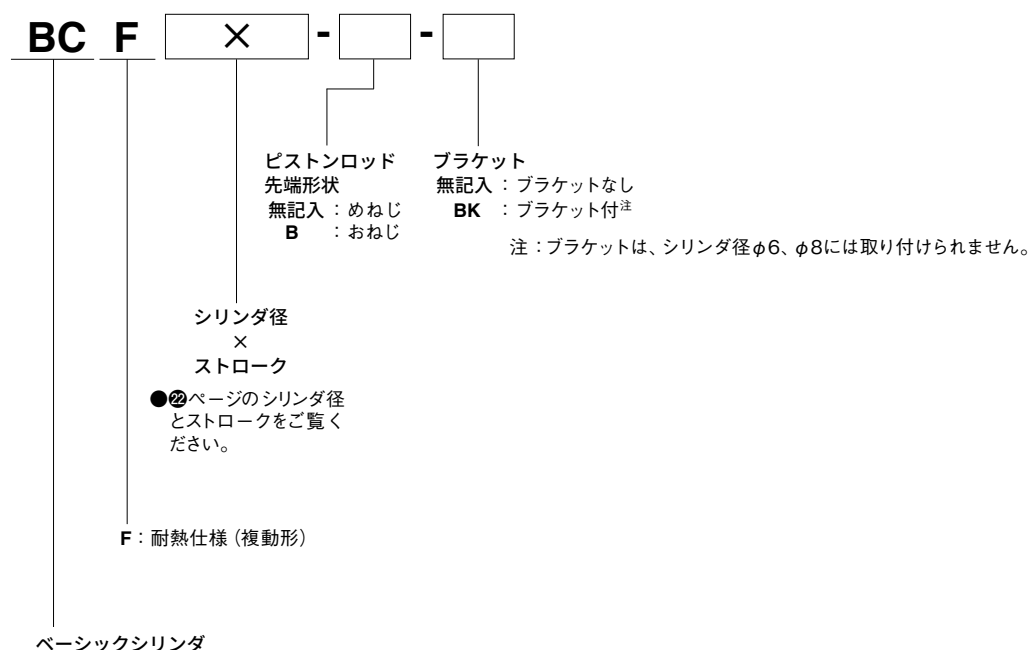 BC F × - -
ピストンロッド
先端形状
無記入：めねじ
B ：おねじ
ブラケット
無記入：ブラケットなし
BK ：ブラケット付注
注：ブラケットは、シリンダ径φ6、φ8には取り付けられません。
シリンダ径
×
ストローク
●㉒ページのシリンダ径
とストロークをご覧く
ださい。
F：耐熱仕様（複動形）
ベーシックシリンダ